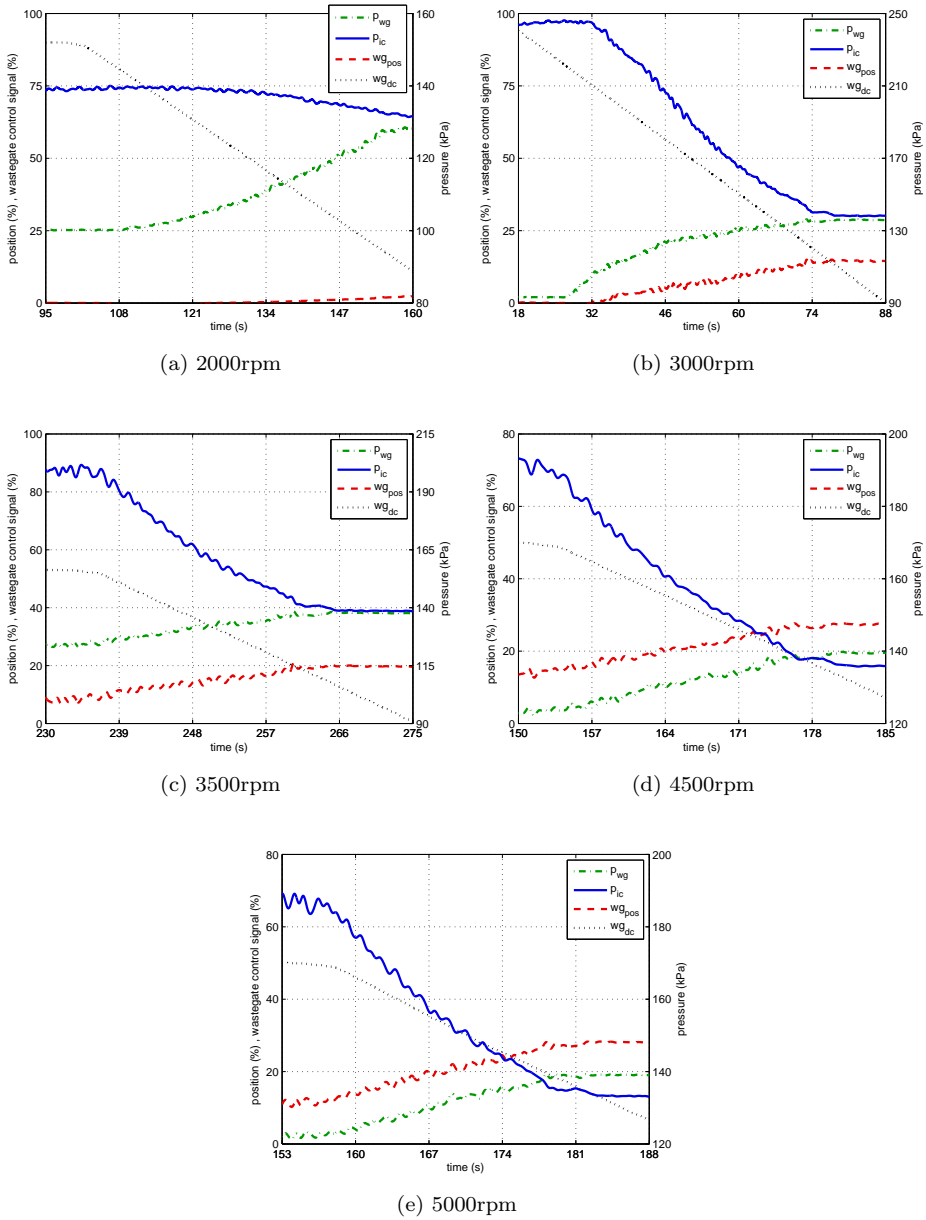 position (%) , wastegate control signal (%)
100
75
50
25
0
p_wg
p_ic
wg_pos
wg_dc
160
140
120
100
80
pressure (kPa)
95 108 121 134 147 160
time (s)
(a) 2000rpm
position (%) , wastegate control signal (%)
100
75
50
25
0
p_wg
p_ic
wg_pos
wg_dc
250
210
170
130
90
pressure (kPa)
18 32 46 60 74 88
time (s)
(b) 3000rpm
position (%) , wastegate control signal (%)
100
80
60
40
20
0
p_wg
p_ic
wg_pos
wg_dc
215
190
165
140
115
90
pressure (kPa)
230 239 248 257 266 275
time (s)
(c) 3500rpm
position (%) , wastegate control signal (%)
80
60
40
20
0
p_wg
p_ic
wg_pos
wg_dc
200
180
160
140
120
pressure (kPa)
150 157 164 171 178 185
time (s)
(d) 4500rpm
position (%) , wastegate control signal (%)
80
60
40
20
0
p_wg
p_ic
wg_pos
wg_dc
200
180
160
140
120
pressure (kPa)
153 160 167 174 181 188
time (s)
(e) 5000rpm